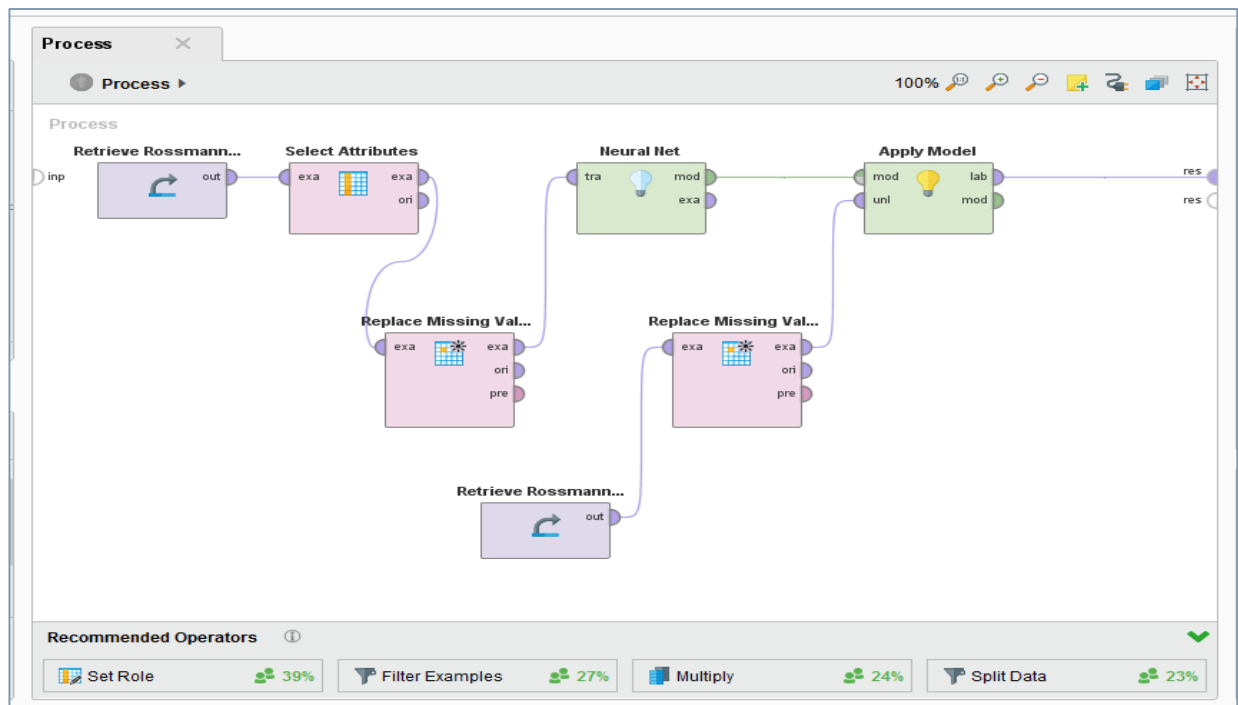 Process
Process
100%
Process
Retrieve Rossmann...
Select Attributes
Neural Net
Apply Model
inp
out
exa
exa
ori
tra
mod
exa
mod
lab
unl
mod
res
res
Replace Missing Val...
Replace Missing Val...
exa
exa
ori
pre
exa
exa
ori
pre
Retrieve Rossmann...
out
Recommended Operators
Set Role 39%
Filter Examples 27%
Multiply 24%
Split Data 23%